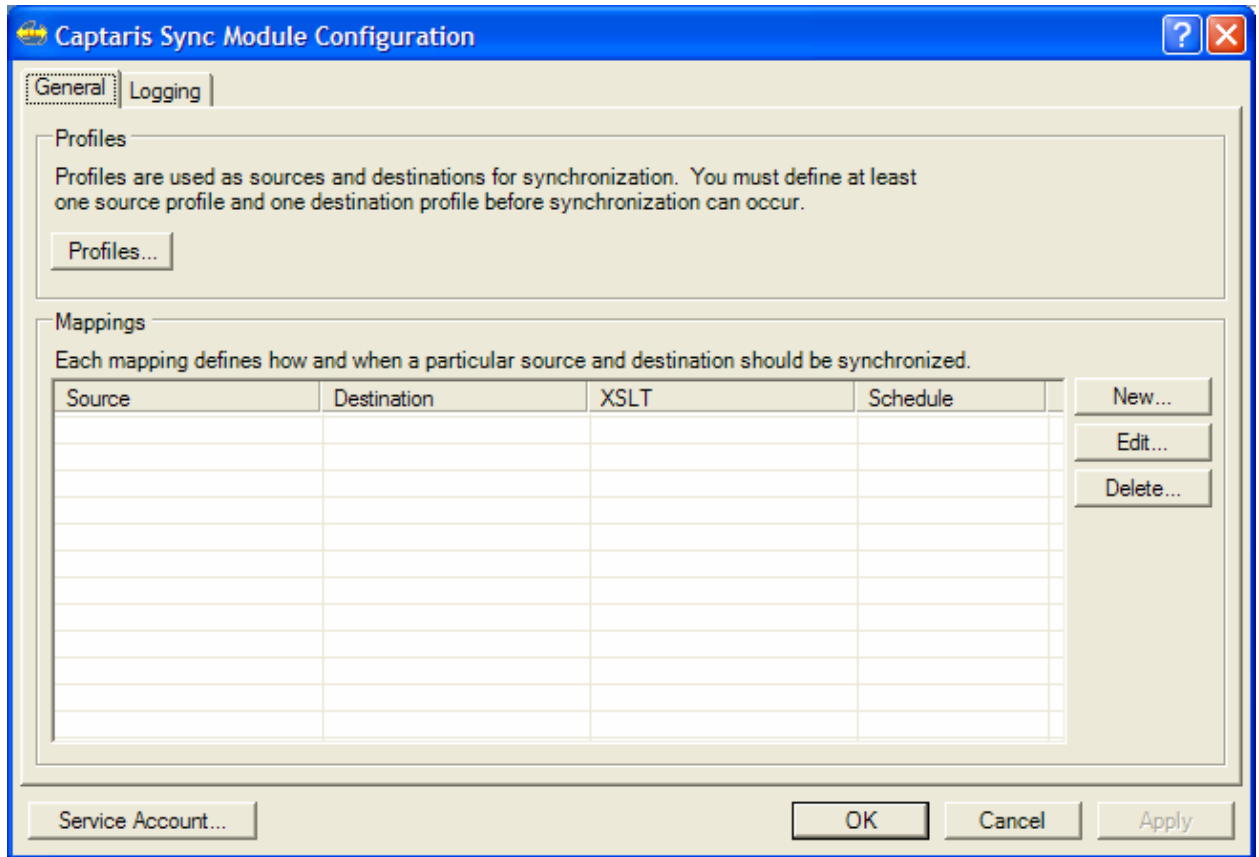 Captaris Sync Module Configuration
?
General
Logging
Profiles
Profiles are used as sources and destinations for synchronization. You must define at least
one source profile and one destination profile before synchronization can occur.
Profiles...
Mappings
Each mapping defines how and when a particular source and destination should be synchronized.
Source Destination XSLT Schedule
New...
Edit...
Delete...
Service Account...
OK
Cancel
Apply